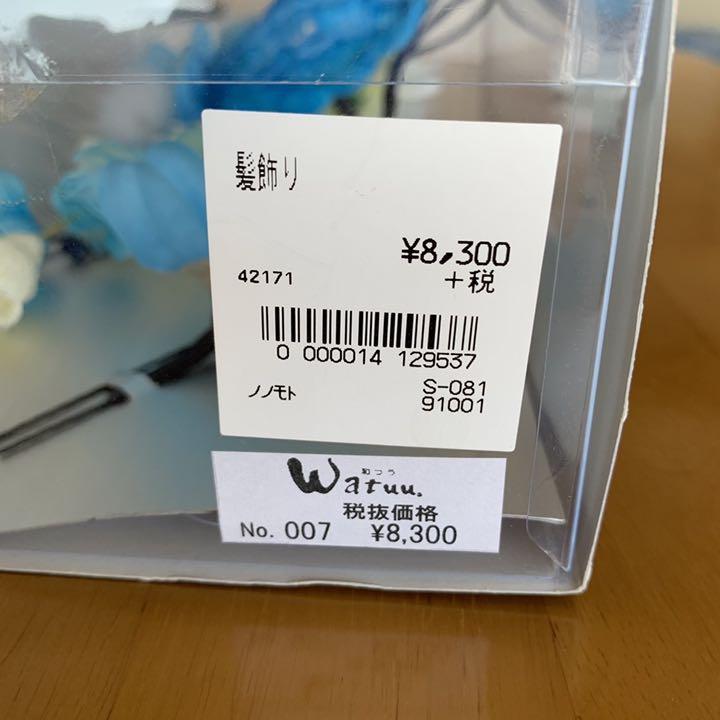 髪飾り
¥8,300
42171
+税
0 000014 129537
ノノモト
S-081
91001
和つう
Watuu.
税抜価格
No. 007 ¥8,300